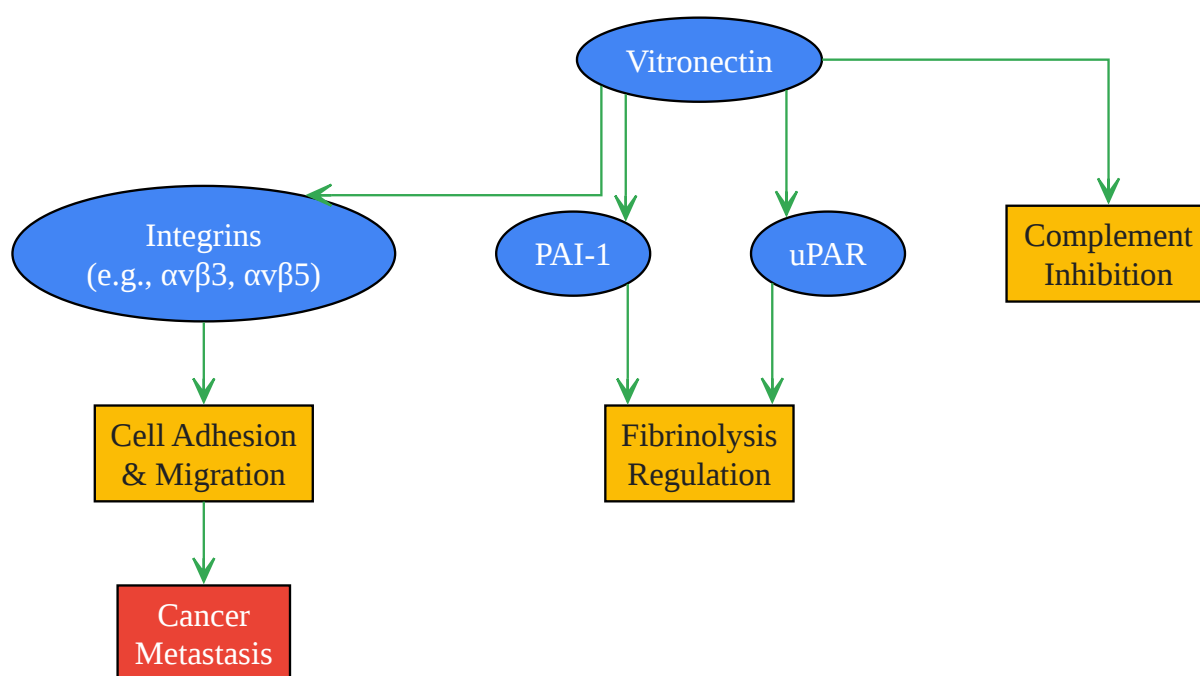 Vitronectin
Integrins
(e.g., αvβ3, αvβ5)
PAI-1
uPAR
Complement
Inhibition
Cell Adhesion
& Migration
Fibrinolysis
Regulation
Cancer
Metastasis